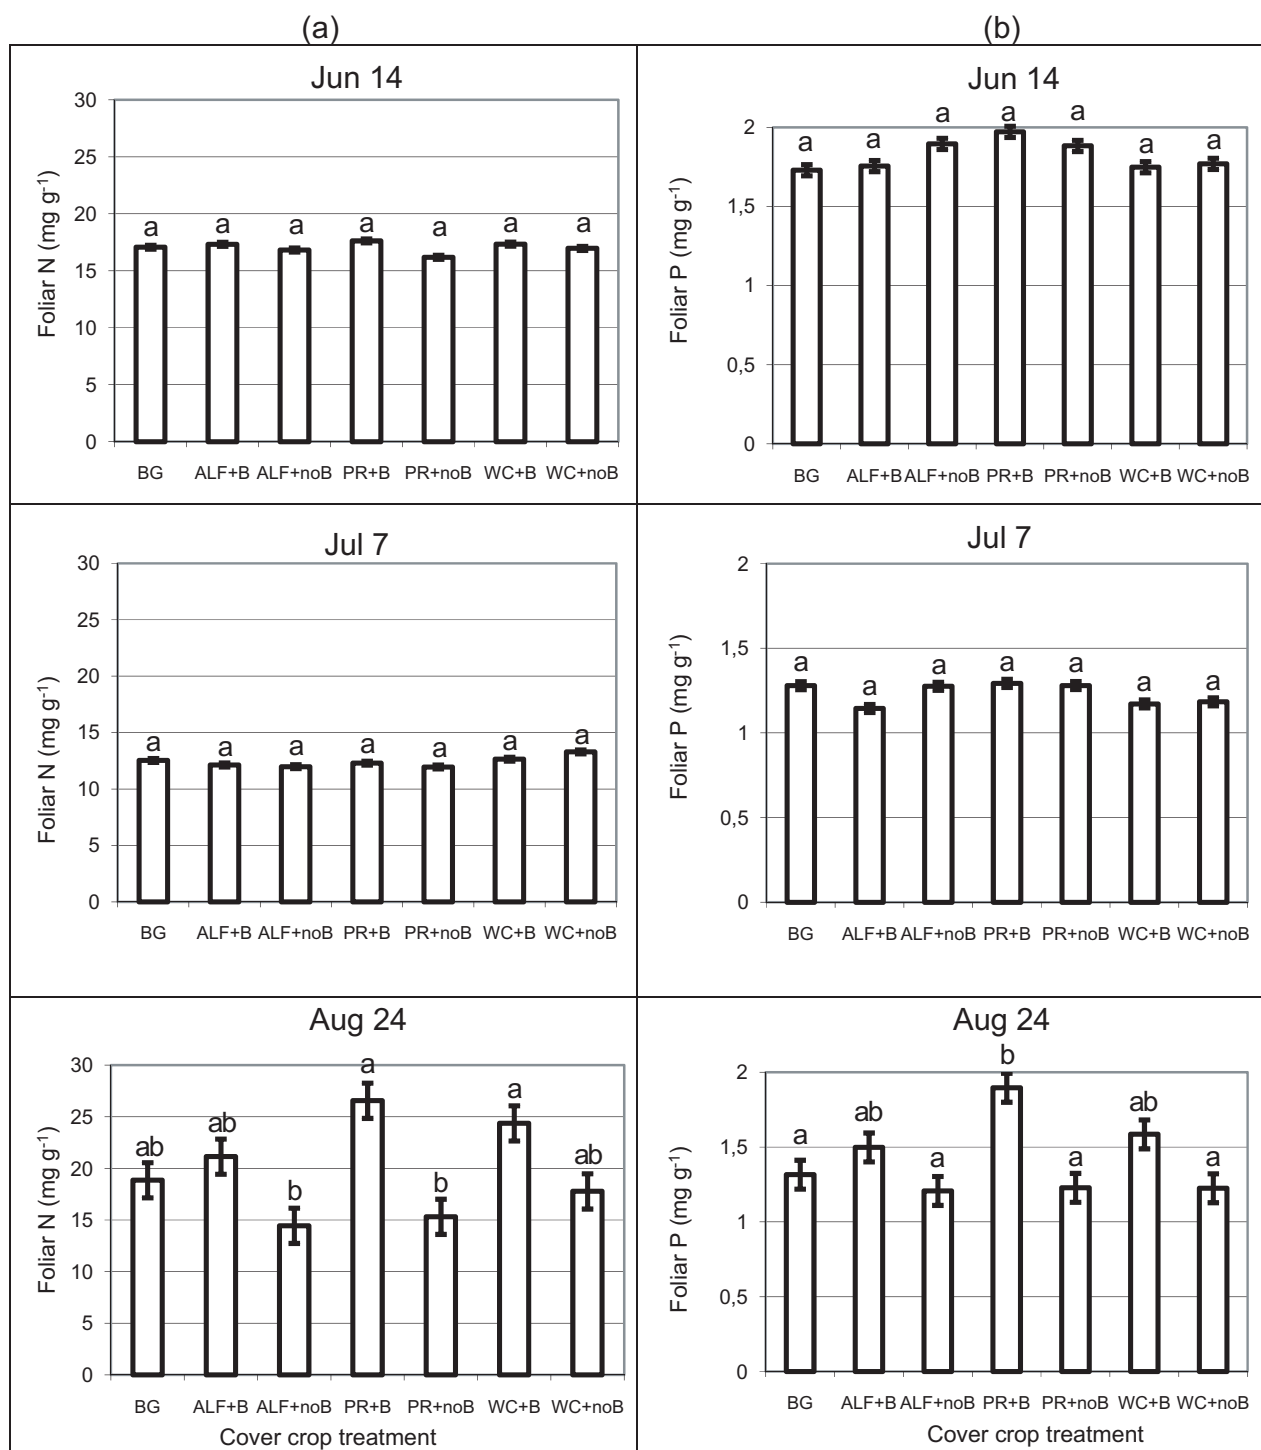 (a)
Jun 14
Foliar N (mg g-1)
30
25
20
15
10
5
0
a a a a a a a
BG ALF+B ALF+noB PR+B PR+noB WC+B WC+noB
(b)
Jun 14
Foliar P (mg g-1)
2
1,5
1
0,5
0
a a a a a a a
BG ALF+B ALF+noB PR+B PR+noB WC+B WC+noB
Jul 7
Foliar N (mg g-1)
30
25
20
15
10
5
0
a a a a a a a
BG ALF+B ALF+noB PR+B PR+noB WC+B WC+noB
Jul 7
Foliar P (mg g-1)
2
1,5
1
0,5
0
a a a a a a a
BG ALF+B ALF+noB PR+B PR+noB WC+B WC+noB
Aug 24
Foliar N (mg g-1)
30
25
20
15
10
5
0
ab ab b a b a ab
BG ALF+B ALF+noB PR+B PR+noB WC+B WC+noB
Cover crop treatment
Aug 24
Foliar P (mg g-1)
2
1,5
1
0,5
0
a ab a b a ab a
BG ALF+B ALF+noB PR+B PR+noB WC+B WC+noB
Cover crop treatment